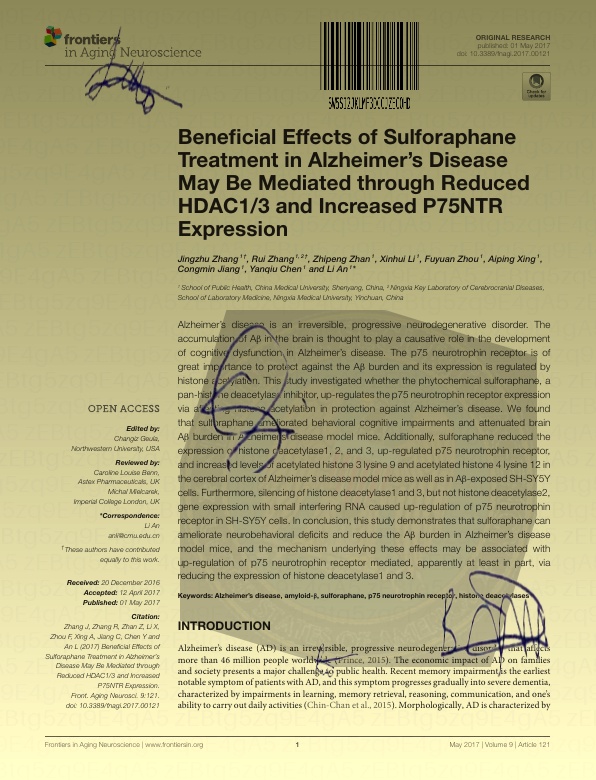 frontiers
in Aging Neuroscience
ORIGINAL RESEARCH
published: 01 May 2017
doi: 10.3389/fnagi.2017.00121
Check for
updates
Beneficial Effects of Sulforaphane
Treatment in Alzheimer's Disease
May Be Mediated through Reduced
HDAC1/3 and Increased P75NTR
Expression
Jingzhu Zhang¹†, Rui Zhang¹,²†, Zhipeng Zhan¹, Xinhui Li¹, Fuyuan Zhou¹, Aiping Xing¹,
Congmin Jiang¹, Yanqiu Chen¹ and Li An¹*
¹ School of Public Health, China Medical University, Shenyang, China, ² Ningxia Key Laboratory of Cerebrocranial Diseases,
School of Laboratory Medicine, Ningxia Medical University, Yinchuan, China
Alzheimer's disease is an irreversible, progressive neurodegenerative disorder. The
accumulation of Aβ in the brain is thought to play a causative role in the development
of cognitive dysfunction in Alzheimer's disease. The p75 neurotrophin receptor is of
great importance to protect against the Aβ burden and its expression is regulated by
histone acetylation. This study investigated whether the phytochemical sulforaphane, a
pan-histone deacetylase inhibitor, up-regulates the p75 neurotrophin receptor expression
via affecting histone acetylation in protection against Alzheimer's disease. We found
that sulforaphane ameliorated behavioral cognitive impairments and attenuated brain
Aβ burden in Alzheimer's disease model mice. Additionally, sulforaphane reduced the
expression of histone deacetylase1, 2, and 3, up-regulated p75 neurotrophin receptor,
and increased levels of acetylated histone 3 lysine 9 and acetylated histone 4 lysine 12 in
the cerebral cortex of Alzheimer's disease model mice as well as in Aβ-exposed SH-SY5Y
cells. Furthermore, silencing of histone deacetylase1 and 3, but not histone deacetylase2,
gene expression with small interfering RNA caused up-regulation of p75 neurotrophin
receptor in SH-SY5Y cells. In conclusion, this study demonstrates that sulforaphane can
ameliorate neurobehavioral deficits and reduce the Aβ burden in Alzheimer's disease
model mice, and the mechanism underlying these effects may be associated with
up-regulation of p75 neurotrophin receptor mediated, apparently at least in part, via
reducing the expression of histone deacetylase1 and 3.
Keywords: Alzheimer's disease, amyloid-β, sulforaphane, p75 neurotrophin receptor, histone deacetylases
OPEN ACCESS
Edited by:
Changiz Geula,
Northwestern University, USA
Reviewed by:
Caroline Louise Benn,
Astex Pharmaceuticals, UK
Michal Mielcarek,
Imperial College London, UK
*Correspondence:
Li An
anli@cmu.edu.cn
†These authors have contributed
equally to this work.
Received: 20 December 2016
Accepted: 12 April 2017
Published: 01 May 2017
Citation:
Zhang J, Zhang R, Zhan Z, Li X,
Zhou F, Xing A, Jiang C, Chen Y and
An L (2017) Beneficial Effects of
Sulforaphane Treatment in Alzheimer's
Disease May Be Mediated through
Reduced HDAC1/3 and Increased
P75NTR Expression.
Front. Aging Neurosci. 9:121.
doi: 10.3389/fnagi.2017.00121
INTRODUCTION
Alzheimer's disease (AD) is an irreversible, progressive neurodegenerative disorder that affects
more than 46 million people worldwide (Prince, 2015). The economic impact of AD on families
and society presents a major challenge to public health. Recent memory impairment is the earliest
notable symptom of patients with AD, and this symptom progresses gradually into severe dementia,
characterized by impairments in learning, memory retrieval, reasoning, communication, and one's
ability to carry out daily activities (Chin-Chan et al., 2015). Morphologically, AD is characterized by
Frontiers in Aging Neuroscience | www.frontiersin.org
1
May 2017 | Volume 9 | Article 121